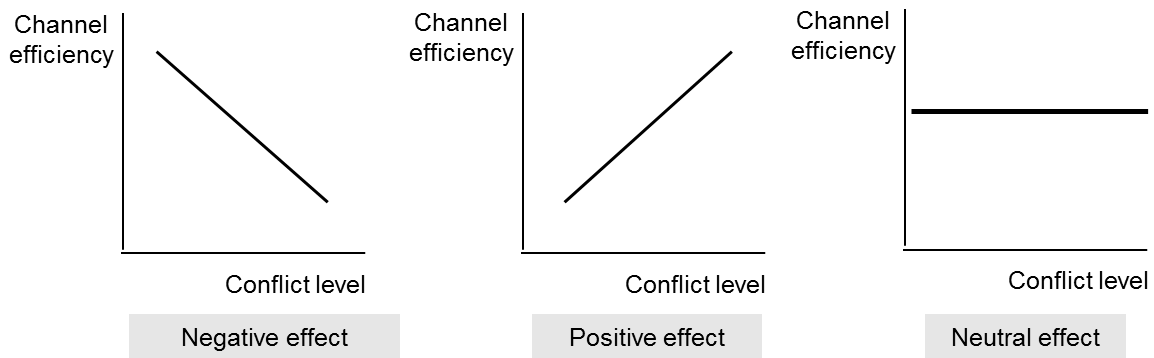 Channel
efficiency
Conflict level
Negative effect
Channel
efficiency
Conflict level
Positive effect
Channel
efficiency
Conflict level
Neutral effect